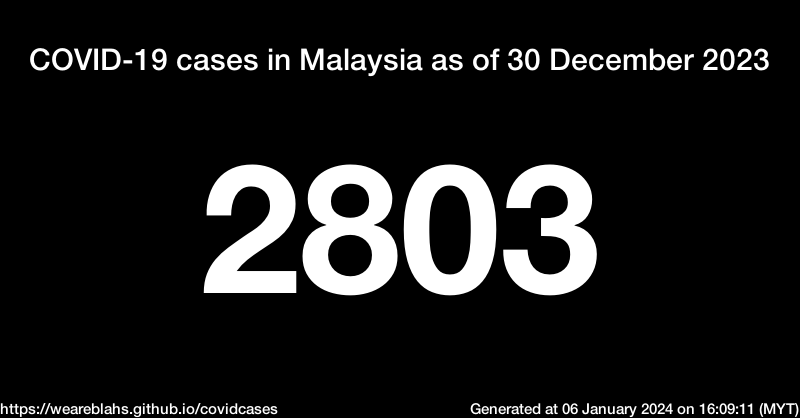 COVID-19 cases in Malaysia as of 30 December 2023
2803
https://weareblahs.github.io/covidcases
Generated at 06 January 2024 on 16:09:11 (MYT)